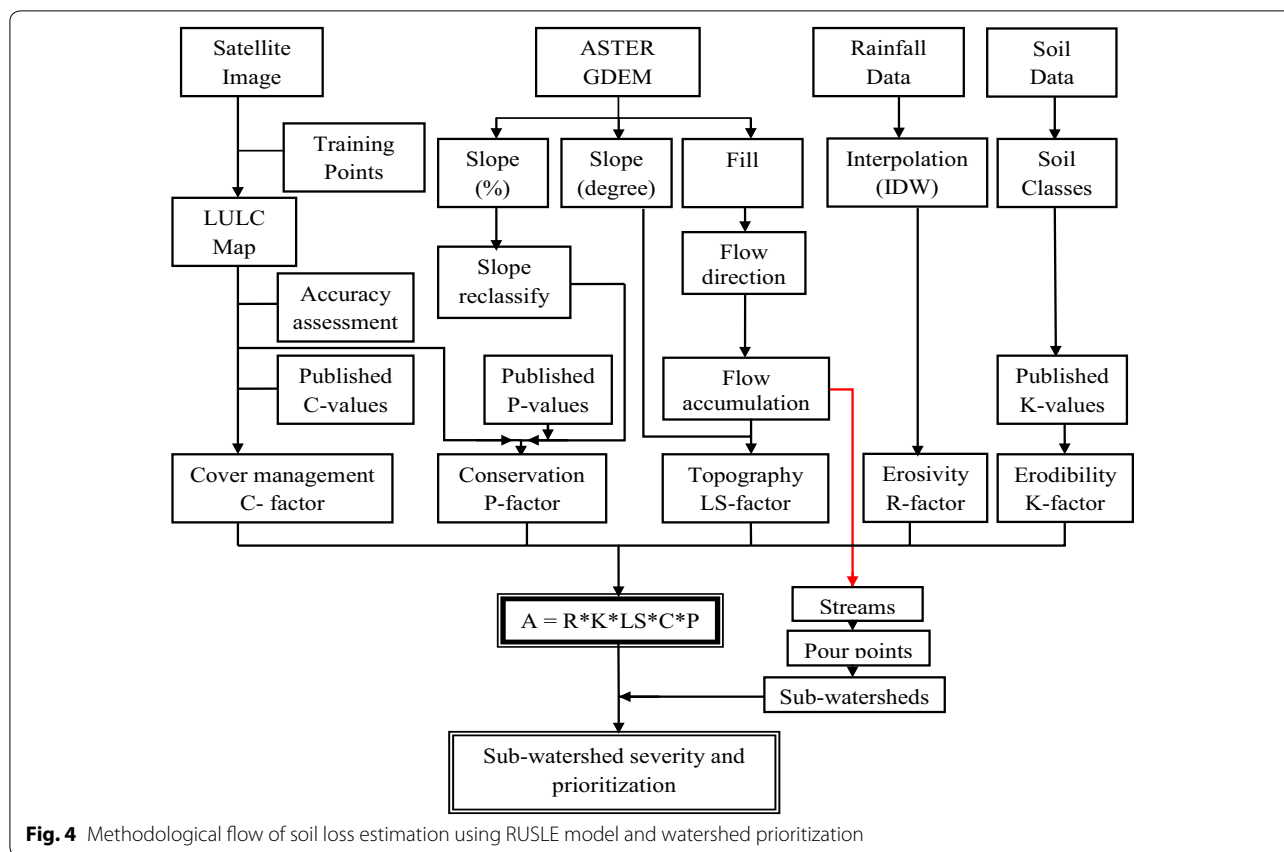 Satellite
Image
ASTER
GDEM
Rainfall
Data
Soil
Data
Training
Points
Slope
(%)
Slope
(degree)
Fill
Interpolation
(IDW)
Soil
Classes
LULC
Map
Slope
reclassify
Flow
direction
Accuracy
assessment
Published
C-values
Published
P-values
Flow
accumulation
Published
K-values
Cover management
C- factor
Conservation
P-factor
Topography
LS-factor
Erosivity
R-factor
Erodibility
K-factor
A = R*K*LS*C*P
Streams
Pour points
Sub-watersheds
Sub-watershed severity and
prioritization
Fig. 4 Methodological flow of soil loss estimation using RUSLE model and watershed prioritization